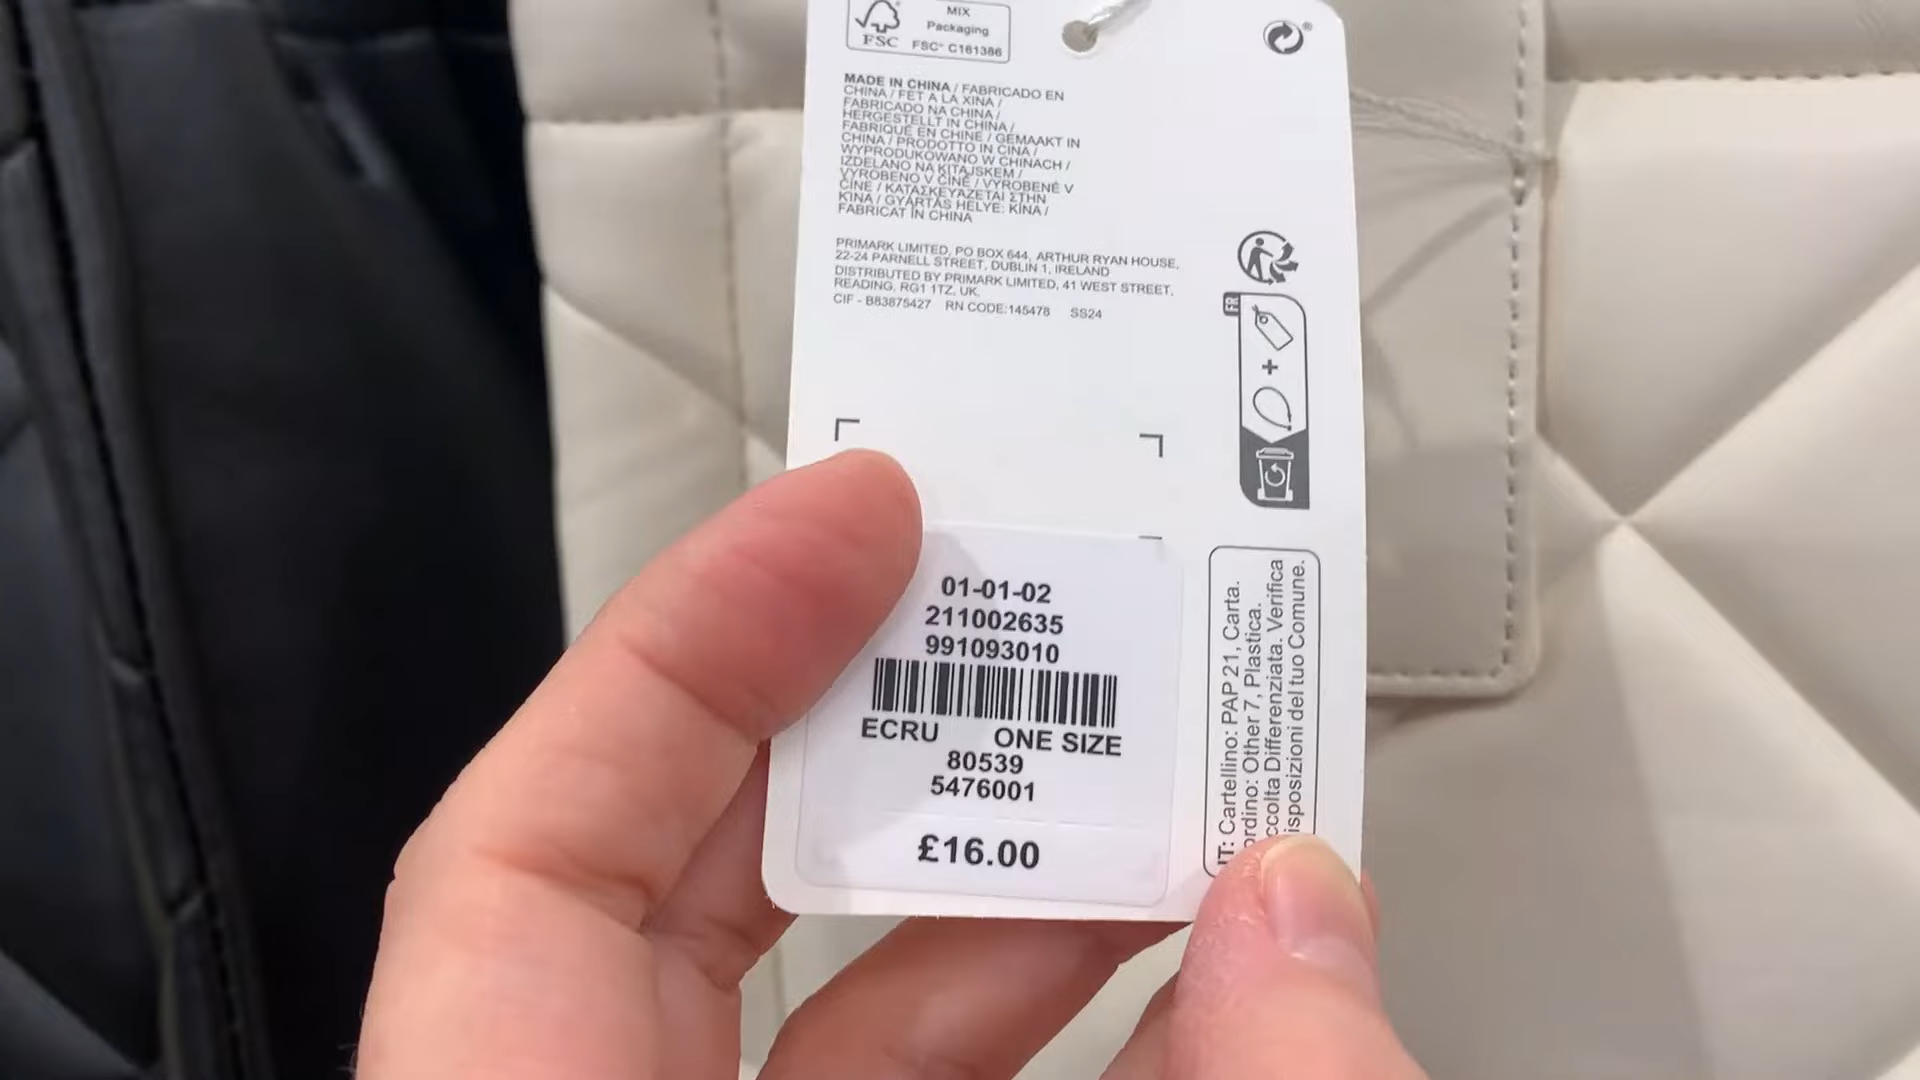 MIX
Packaging
FSC® C161386
FSC
MADE IN CHINA / FABRICADO EN
CHINA / FET A LA XINA /
FABRICADO NA CHINA /
HERGESTELLT IN CHINA /
FABRIQUÉ EN CHINE / GEMAAKT IN
CHINA / PRODOTTO IN CINA /
WYPRODUKOWANO W CHINACH /
IZDELANO NA KITAJSKEM /
VYROBENO V ČÍNĚ / VYROBENÉ V
ČÍNE / ΚΑΤΑΣΚΕΥΑΖΕΤΑΙ ΣΤΗΝ
ΚΙΝΑ / GYÁRTÁS HELYE: KÍNA /
FABRICAT ÎN CHINA
PRIMARK LIMITED, PO BOX 644, ARTHUR RYAN HOUSE,
22-24 PARNELL STREET, DUBLIN 1, IRELAND
DISTRIBUTED BY PRIMARK LIMITED, 41 WEST STREET,
READING, RG1 1TZ, UK.
CIF - B83875427 RN CODE:145478 SS24
FR
01-01-02
211002635
991093010
ECRU ONE SIZE
80539
5476001
£16.00
IT: Cartellino: PAP 21, Carta.
ordino: Other 7, Plastica.
ccolta Differenziata. Verifica
isposizioni del tuo Comune.